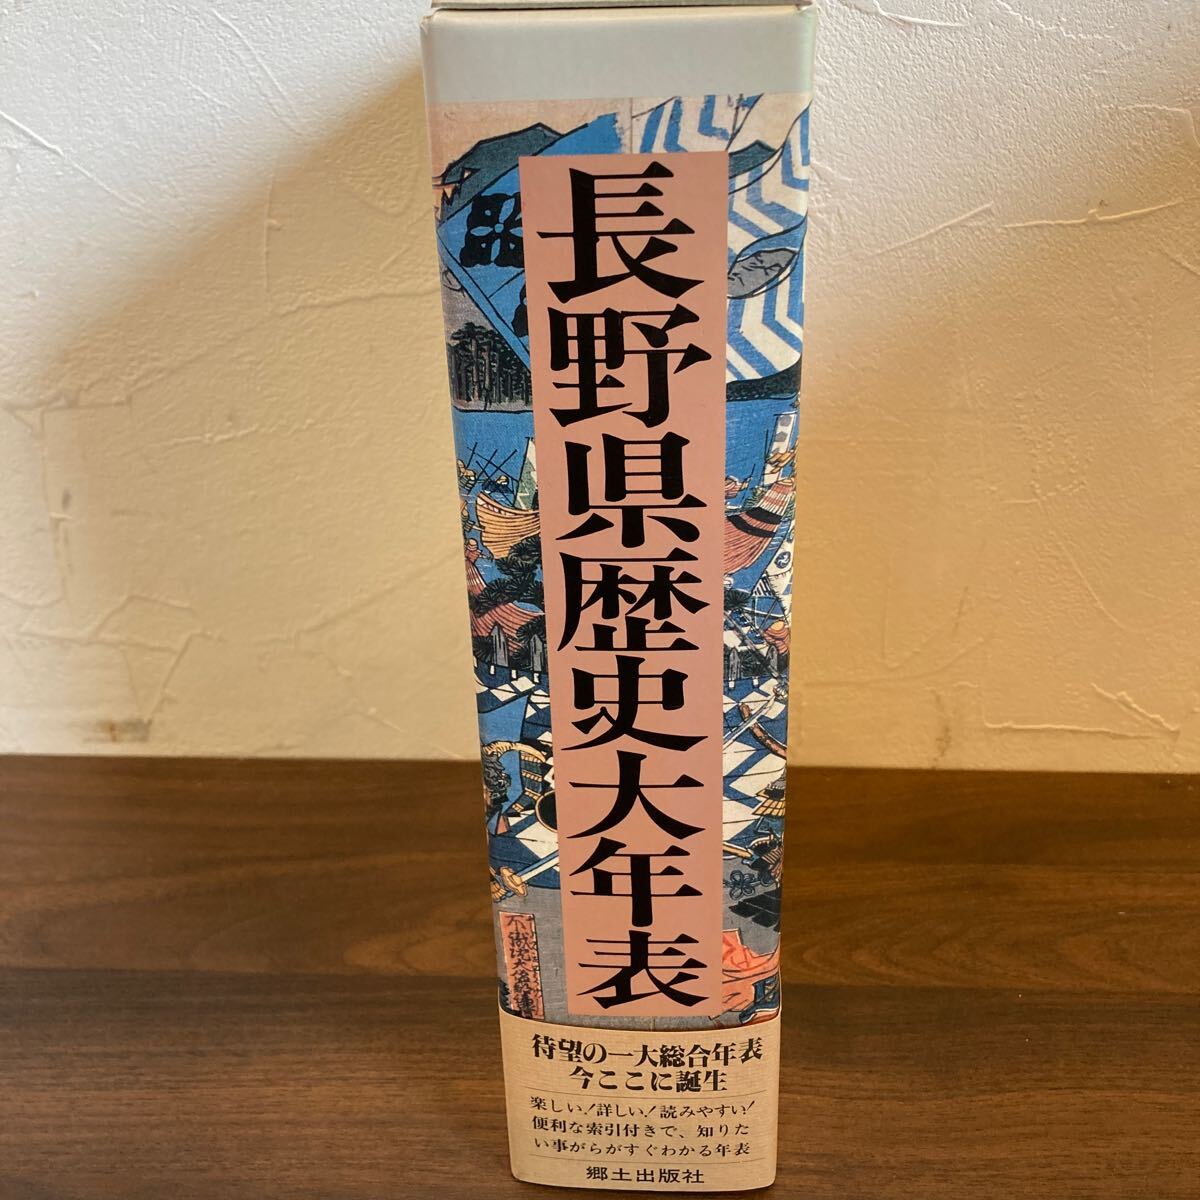 長野県歴史大年表
待望の一大総合年表
今ここに誕生
楽しい!詳しい!読みやすい!
便利な索引付きで、知りた
い事がらがすぐわかる年表
郷土出版社